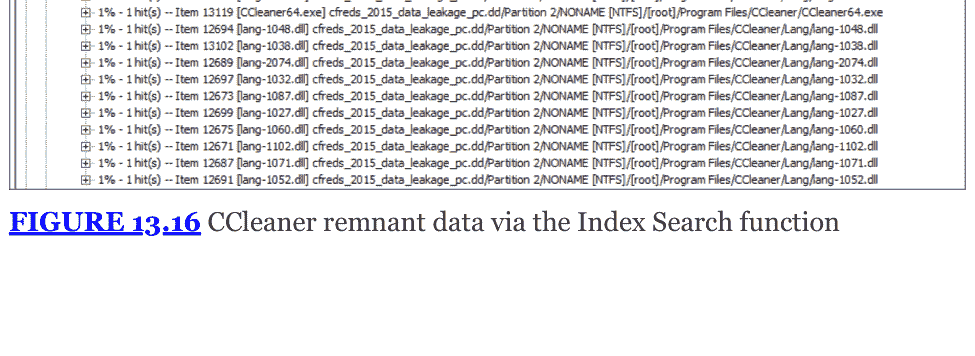 1% - 1 hit(s) -- Item 13119 [CCleaner64.exe] cfreds_2015_data_leakage_pc.dd/Partition 2/NONAME [NTFS]/[root]/Program Files/CCleaner/CCleaner64.exe
1% - 1 hit(s) -- Item 12694 [lang-1048.dll] cfreds_2015_data_leakage_pc.dd/Partition 2/NONAME [NTFS]/[root]/Program Files/CCleaner/Lang/lang-1048.dll
1% - 1 hit(s) -- Item 13102 [lang-1038.dll] cfreds_2015_data_leakage_pc.dd/Partition 2/NONAME [NTFS]/[root]/Program Files/CCleaner/Lang/lang-1038.dll
1% - 1 hit(s) -- Item 12689 [lang-2074.dll] cfreds_2015_data_leakage_pc.dd/Partition 2/NONAME [NTFS]/[root]/Program Files/CCleaner/Lang/lang-2074.dll
1% - 1 hit(s) -- Item 12697 [lang-1032.dll] cfreds_2015_data_leakage_pc.dd/Partition 2/NONAME [NTFS]/[root]/Program Files/CCleaner/Lang/lang-1032.dll
1% - 1 hit(s) -- Item 12673 [lang-1087.dll] cfreds_2015_data_leakage_pc.dd/Partition 2/NONAME [NTFS]/[root]/Program Files/CCleaner/Lang/lang-1087.dll
1% - 1 hit(s) -- Item 12699 [lang-1027.dll] cfreds_2015_data_leakage_pc.dd/Partition 2/NONAME [NTFS]/[root]/Program Files/CCleaner/Lang/lang-1027.dll
1% - 1 hit(s) -- Item 12675 [lang-1060.dll] cfreds_2015_data_leakage_pc.dd/Partition 2/NONAME [NTFS]/[root]/Program Files/CCleaner/Lang/lang-1060.dll
1% - 1 hit(s) -- Item 12671 [lang-1102.dll] cfreds_2015_data_leakage_pc.dd/Partition 2/NONAME [NTFS]/[root]/Program Files/CCleaner/Lang/lang-1102.dll
1% - 1 hit(s) -- Item 12687 [lang-1071.dll] cfreds_2015_data_leakage_pc.dd/Partition 2/NONAME [NTFS]/[root]/Program Files/CCleaner/Lang/lang-1071.dll
1% - 1 hit(s) -- Item 12691 [lang-1052.dll] cfreds_2015_data_leakage_pc.dd/Partition 2/NONAME [NTFS]/[root]/Program Files/CCleaner/Lang/lang-1052.dll
FIGURE 13.16 CCleaner remnant data via the Index Search function